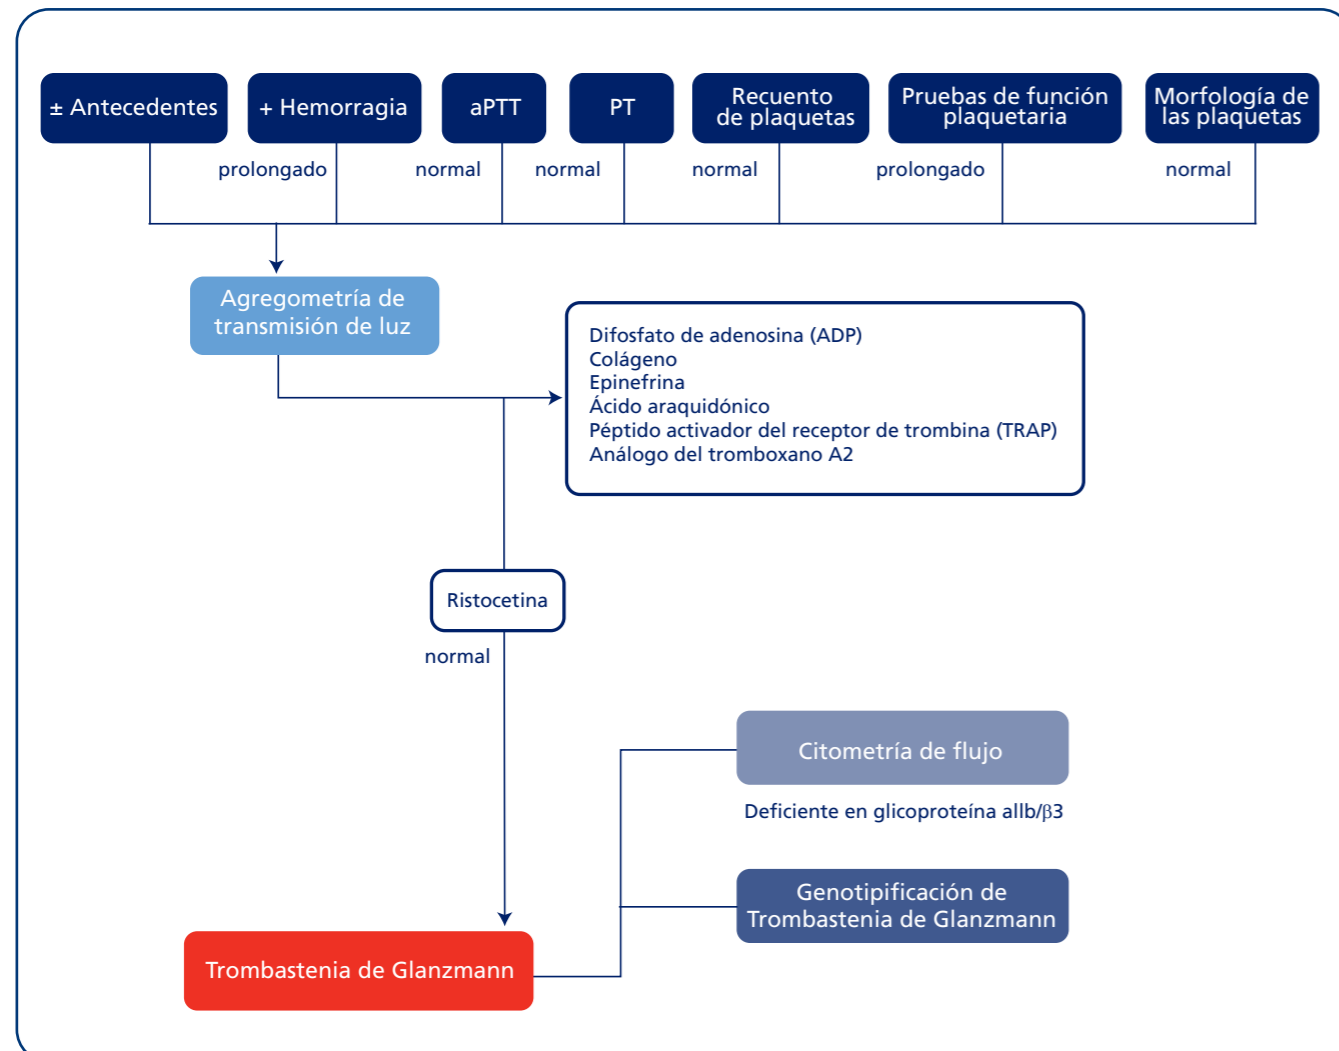 ± Antecedentes
+ Hemorragia
aPTT
PT
Recuento
de plaquetas
Pruebas de función
plaquetaria
Morfología de
las plaquetas
prolongado
normal
normal
normal
prolongado
normal
Agregometría de
transmisión de luz
Difosfato de adenosina (ADP)
Colágeno
Epinefrina
Ácido araquidónico
Péptido activador del receptor de trombina (TRAP)
Análogo del tromboxano A2
Ristocetina
normal
Citometría de flujo
Deficiente en glicoproteína allb/β3
Genotipificación de
Trombastenia de Glanzmann
Trombastenia de Glanzmann